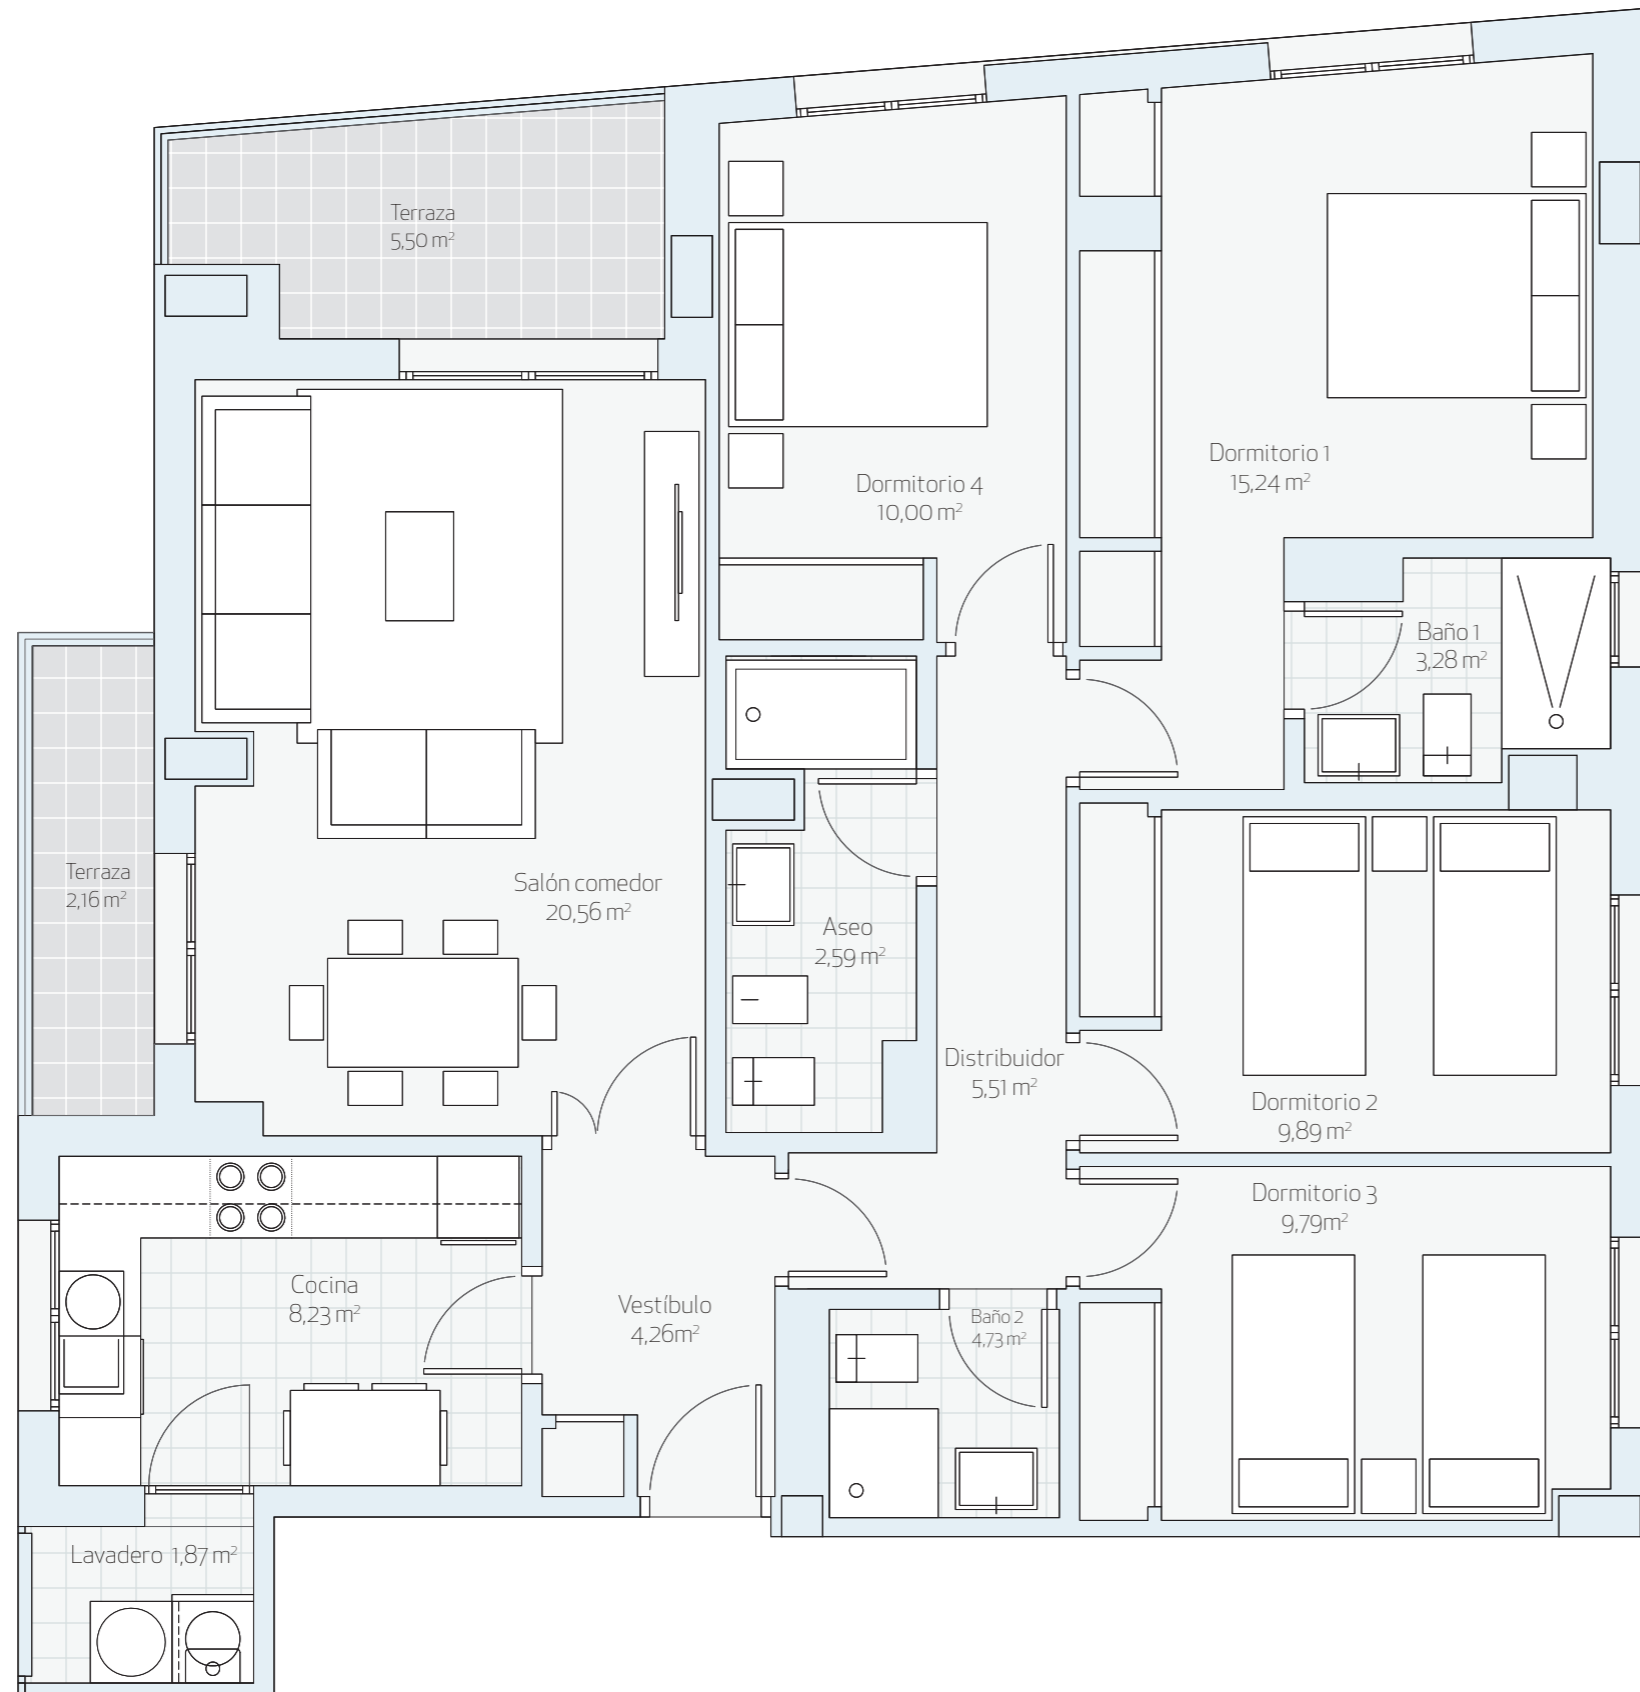 Terraza
5,50 m²
Dormitorio 4
10,00 m²
Dormitorio 1
15,24 m²
Baño 1
3,28 m²
Terraza
2,16 m²
Salón comedor
20,56 m²
Aseo
2,59 m²
Distribuidor
5,51 m²
Dormitorio 2
9,89 m²
Dormitorio 3
9,79m²
Cocina
8,23 m²
Vestíbulo
4,26m²
Baño 2
4,73 m²
Lavadero 1,87 m²